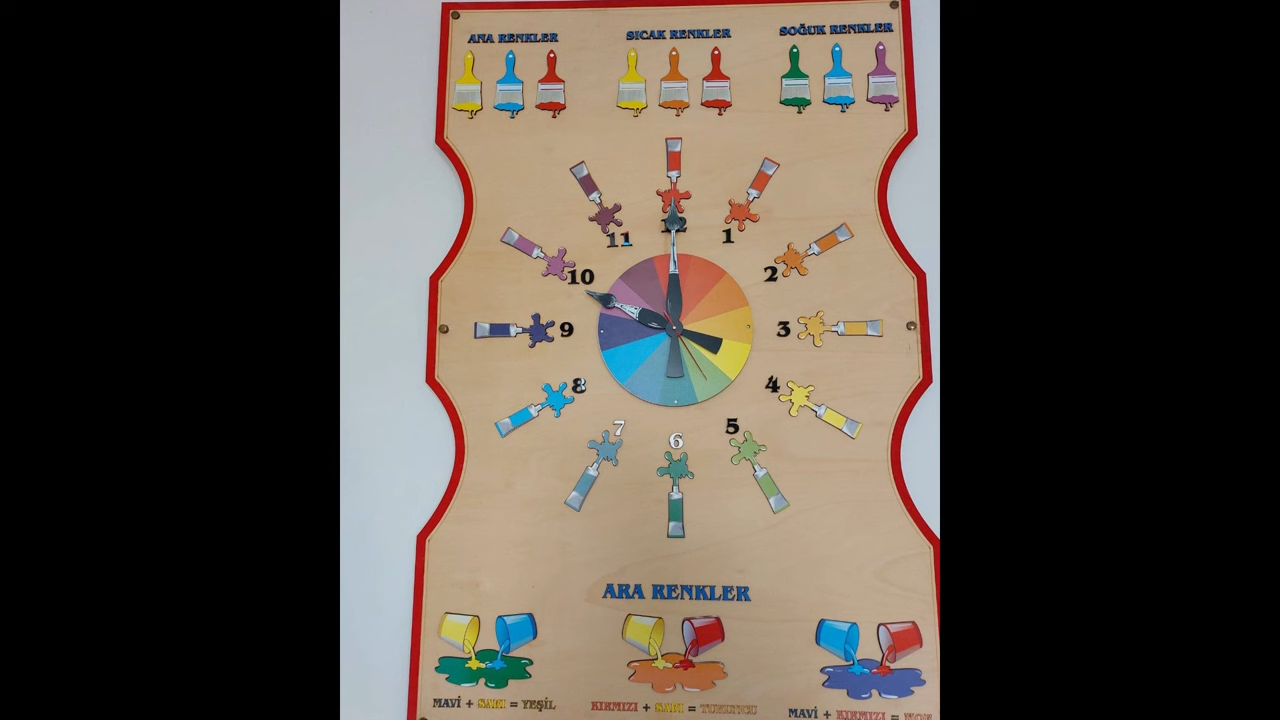 ANA RENKLER
SICAK RENKLER
SOĞUK RENKLER
12
1
2
3
4
5
6
7
8
9
10
11
ARA RENKLER
MAVİ + SARI = YEŞİL
KIRMIZI + SARI = TURUNCU
MAVİ + KIRMIZI = MOR